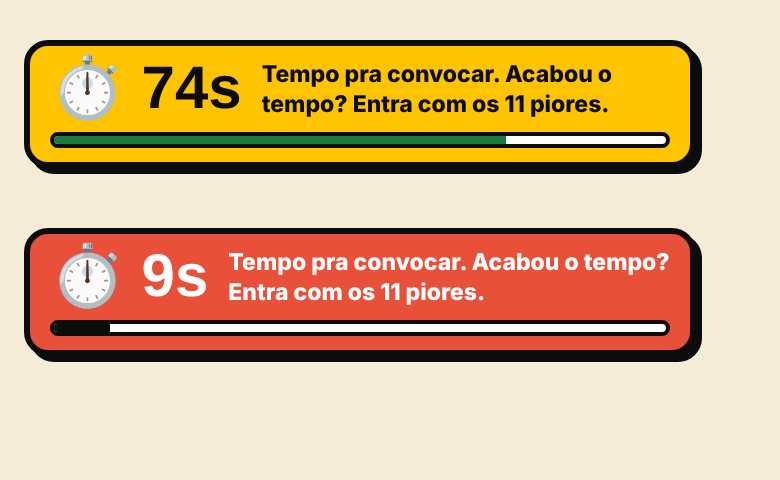 74s
Tempo pra convocar. Acabou o
tempo? Entra com os 11 piores.
9s
Tempo pra convocar. Acabou o tempo?
Entra com os 11 piores.